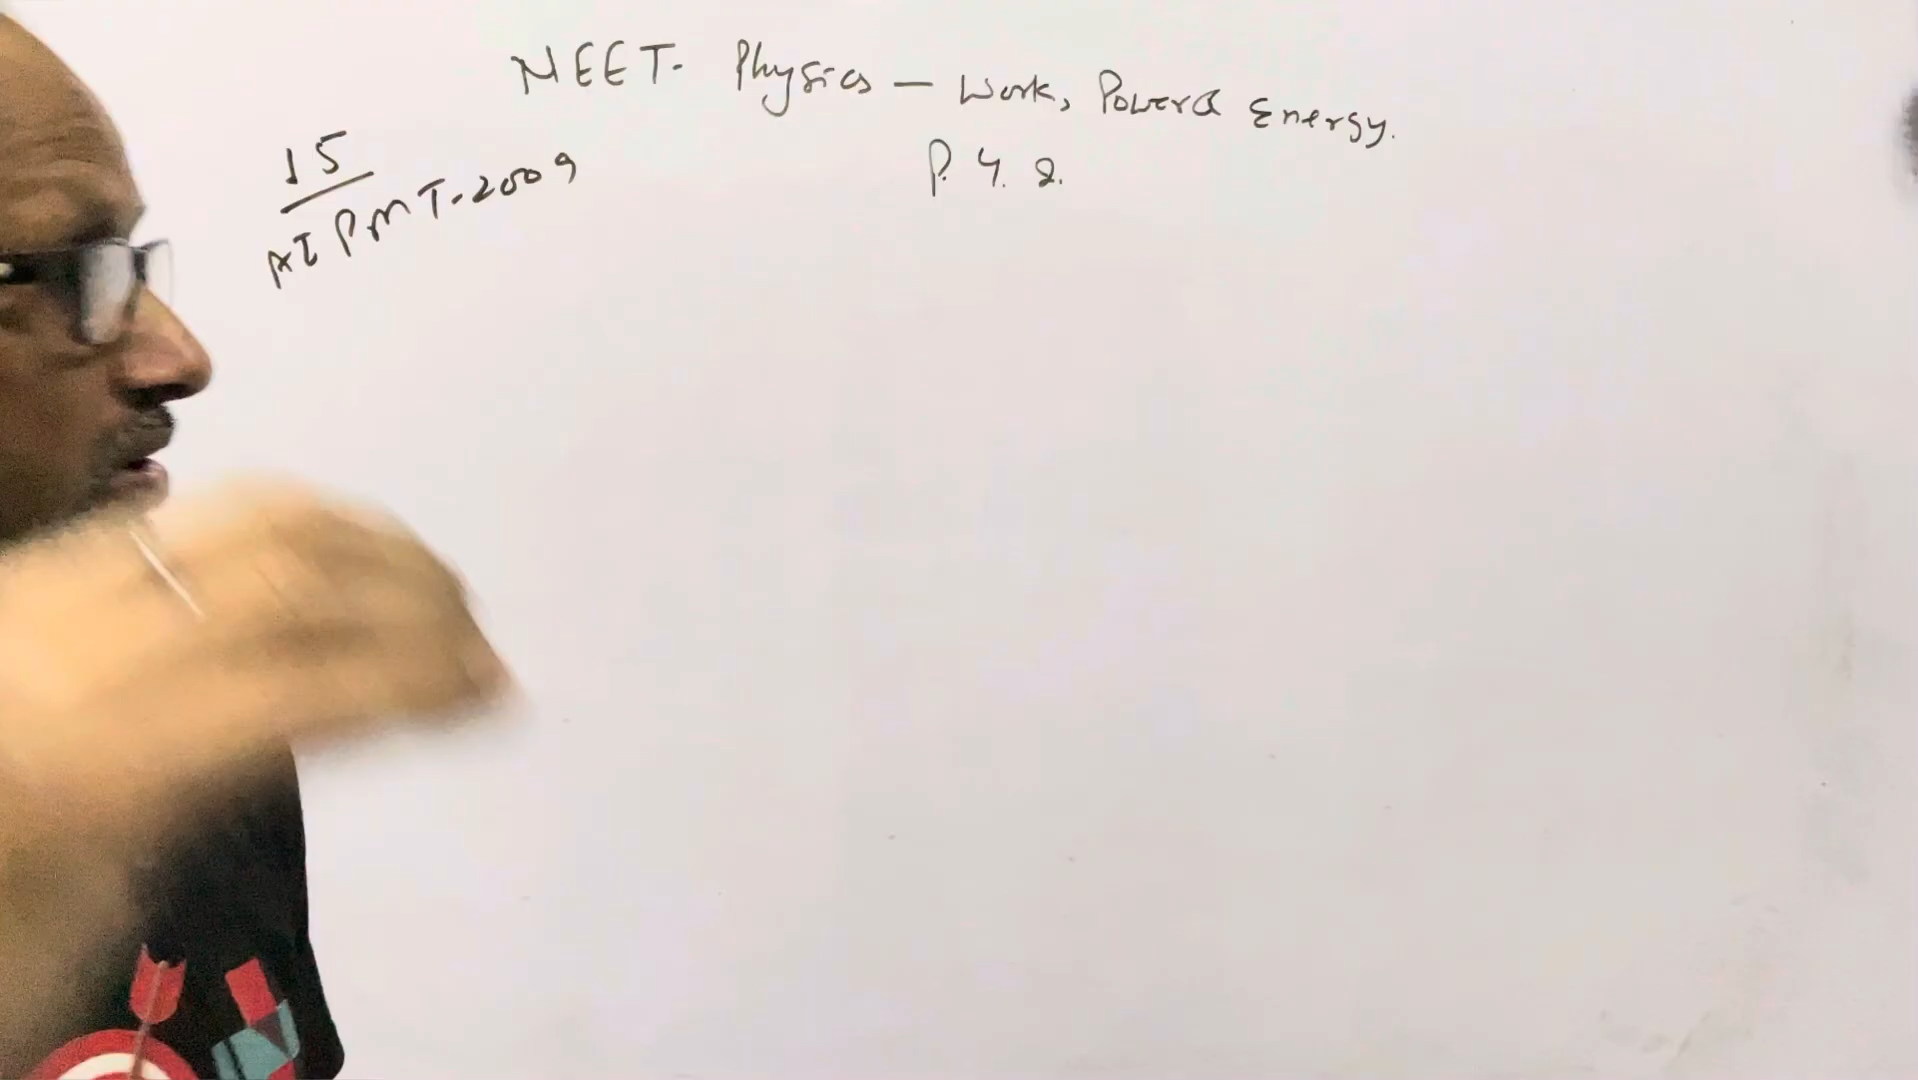 NEET. Physics — Work, Power & Energy.
P. Y. Q.
15
AIPMT-2009